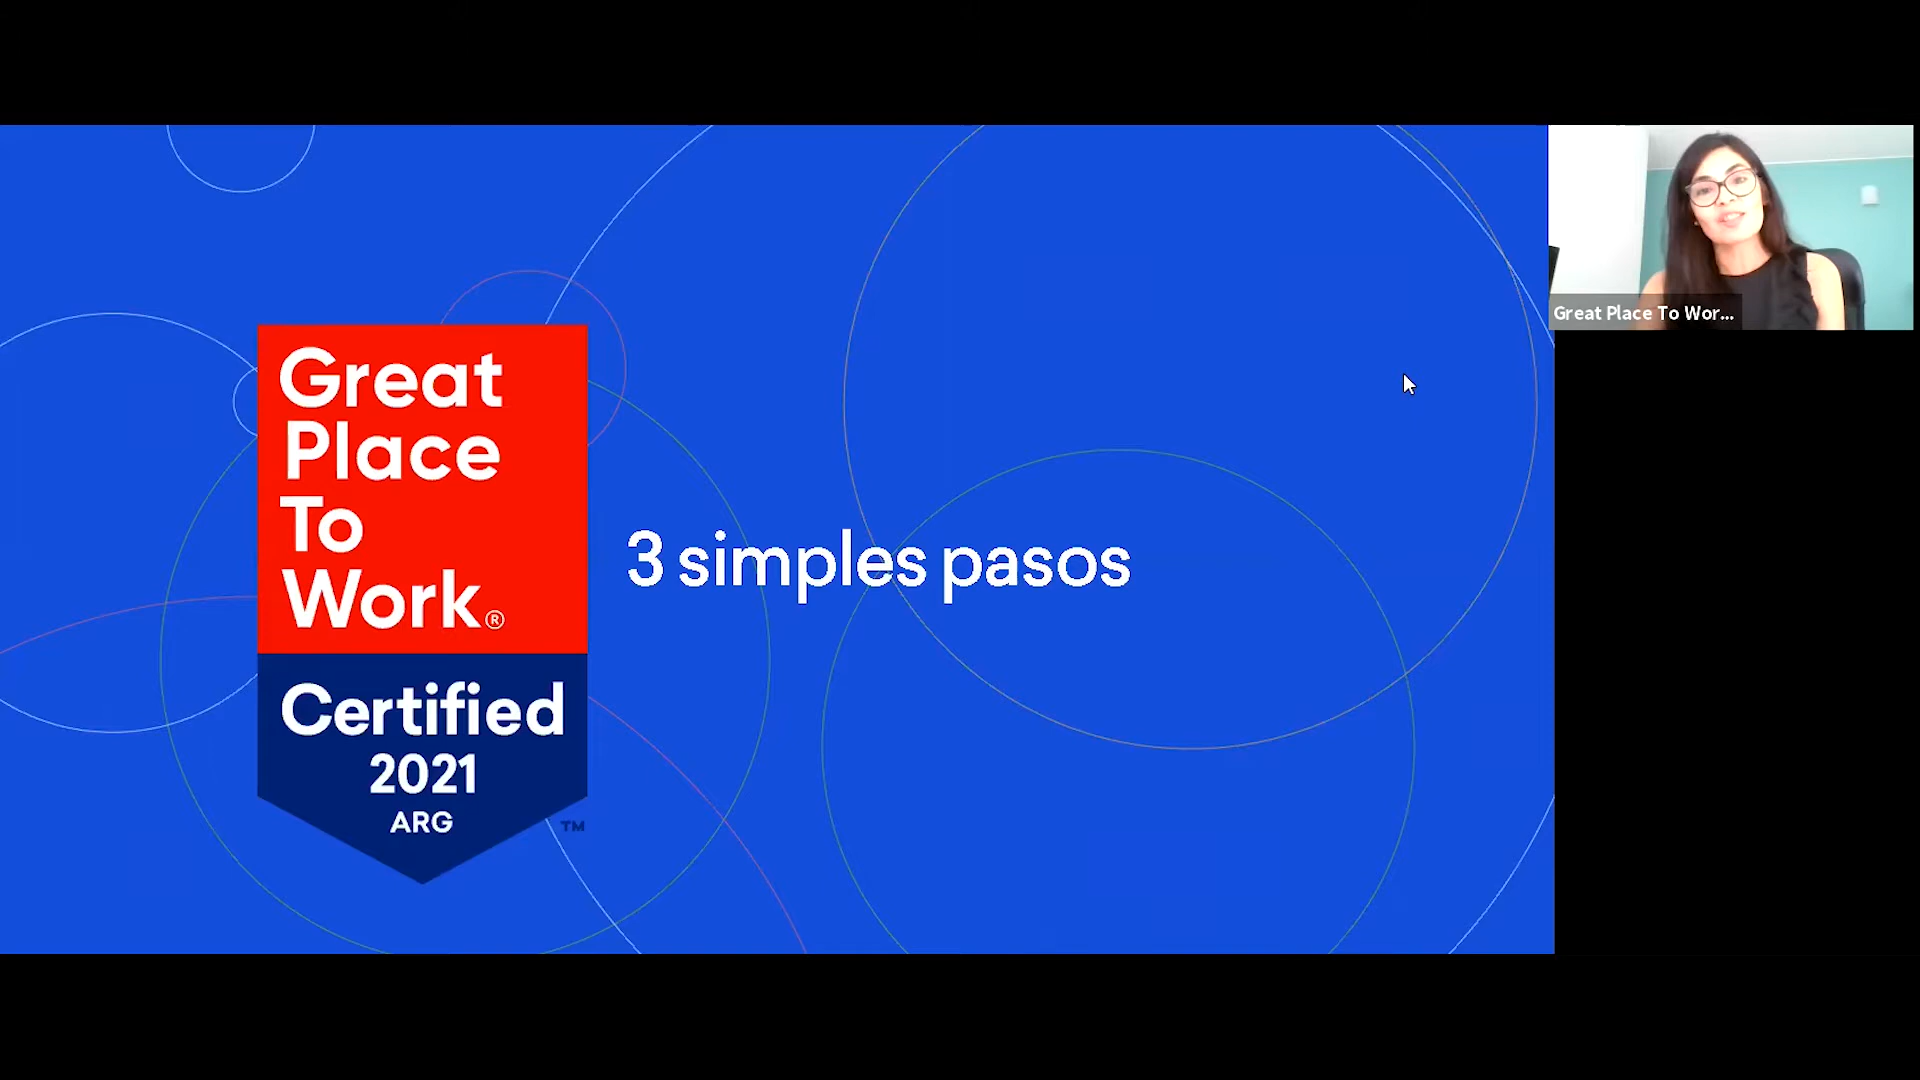 Great
Place
To
Work®
Certified
2021
ARG
TM
3 simples pasos
Great Place To Wor...